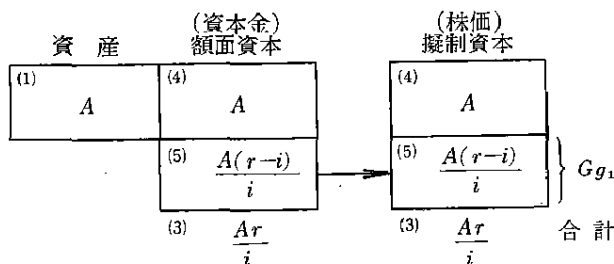 (資本金) (株価)
資 産 額面資本 擬制資本
(1) A (4) A (4) A
(5) A(r-i)/i (5) A(r-i)/i } Gg₁
(3) Ar/i (3) Ar/i 合 計